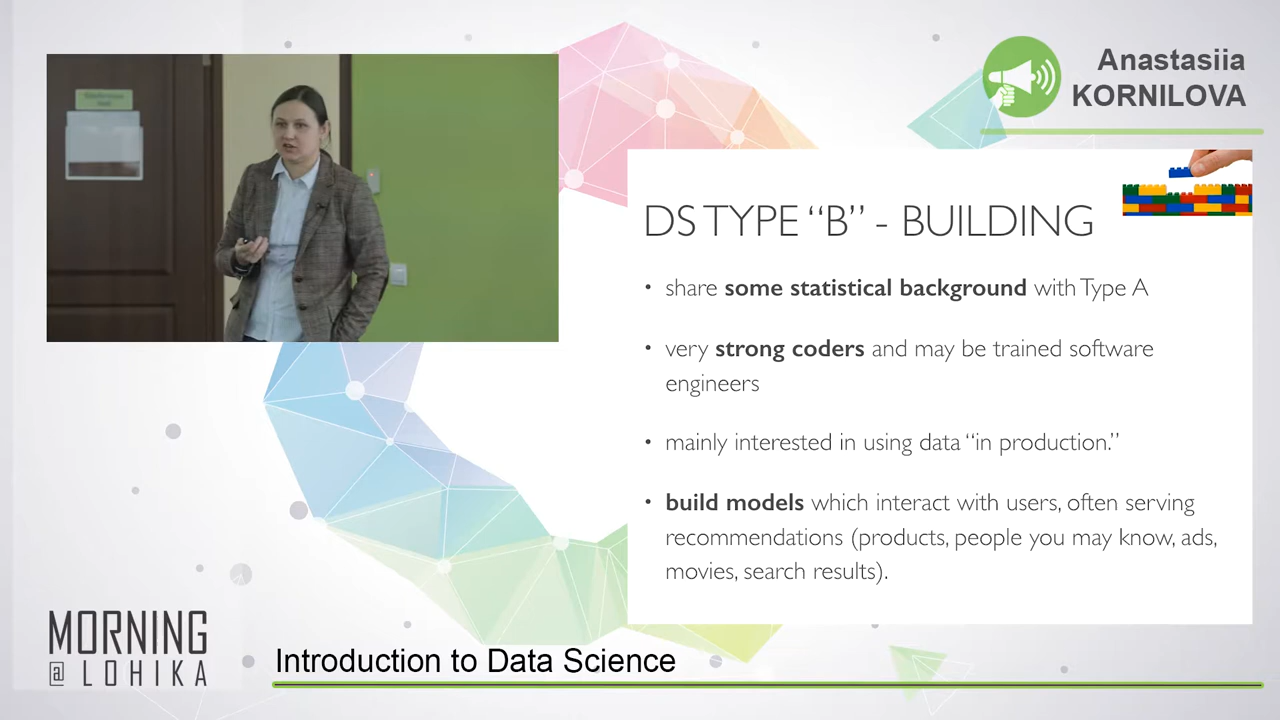 Anastasiia
KORNILOVA
DS TYPE “B” - BUILDING
• share some statistical background with Type A
• very strong coders and may be trained software
engineers
• mainly interested in using data “in production.”
• build models which interact with users, often serving
recommendations (products, people you may know, ads,
movies, search results).
MORNING
@ LOHIKA
Introduction to Data Science